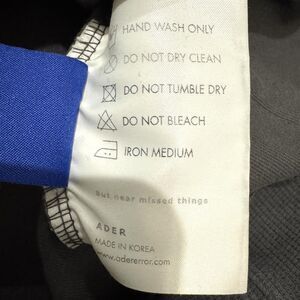 HAND WASH ONLY
DO NOT DRY CLEAN
DO NOT TUMBLE DRY
DO NOT BLEACH
IRON MEDIUM
But near missed things
ADER
MADE IN KOREA
www.adererror.com